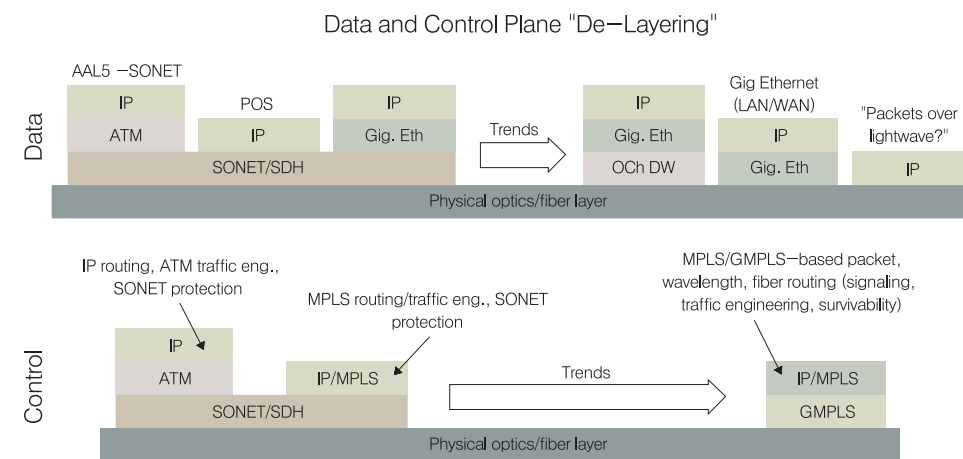 Data and Control Plane "De-Layering"
Data
AAL5 -SONET
IP
ATM
POS
IP
IP
Gig. Eth
SONET/SDH
Trends
IP
Gig. Eth
OCh DW
Gig Ethernet
(LAN/WAN)
IP
Gig. Eth
"Packets over
lightwave?"
IP
Physical optics/fiber layer
Control
IP routing, ATM traffic eng.,
SONET protection
MPLS routing/traffic eng., SONET
protection
IP
ATM
IP/MPLS
SONET/SDH
Trends
MPLS/GMPLS-based packet,
wavelength, fiber routing (signaling,
traffic engineering, survivability)
IP/MPLS
GMPLS
Physical optics/fiber layer